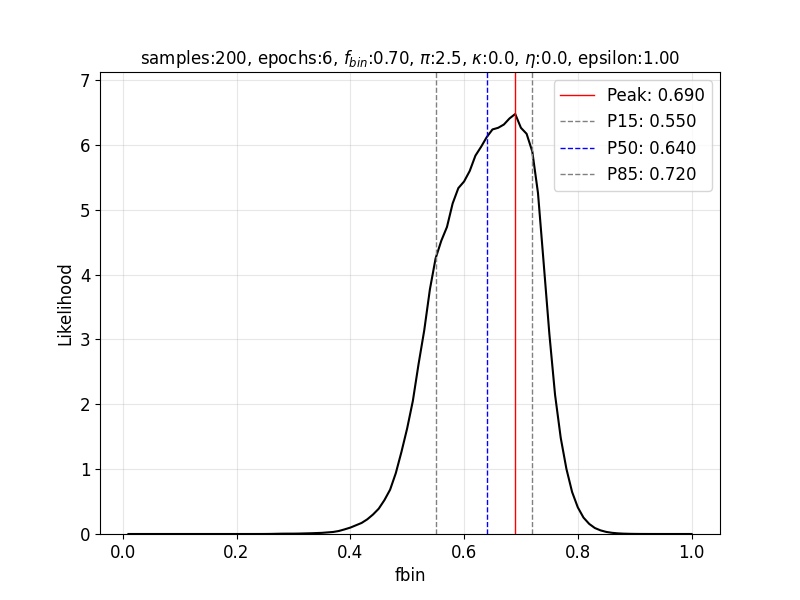 samples:200, epochs:6, f_bin:0.70, π:2.5, κ:0.0, η:0.0, epsilon:1.00
Peak: 0.690
P15: 0.550
P50: 0.640
P85: 0.720
Likelihood
7
6
5
4
3
2
1
0
0.0 0.2 0.4 0.6 0.8 1.0
fbin